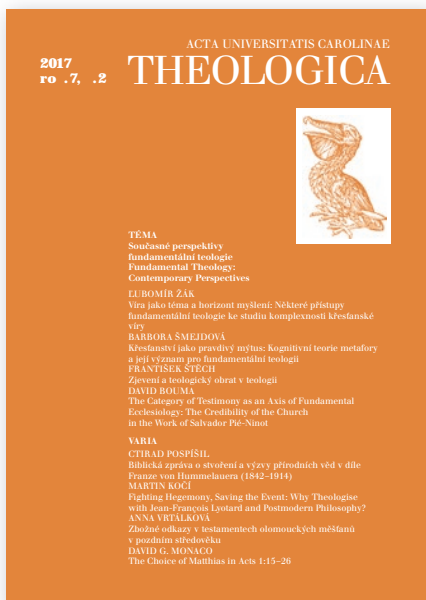 ACTA UNIVERSITATIS CAROLINAE
THEOLOGICA
2017
ro .7, .2
TÉMA
Současné perspektivy
fundamentální teologie
Fundamental Theology:
Contemporary Perspectives
ĽUBOMÍR ŽÁK
Víra jako téma a horizont myšlení: Některé přístupy
fundamentální teologie ke studiu komplexnosti křesťanské
víry
BARBORA ŠMEJDOVÁ
Křesťanství jako pravdivý mýtus: Kognitivní teorie metafory
a její význam pro fundamentální teologii
FRANTIŠEK ŠTĚCH
Zjevení a teologický obrat v teologii
DAVID BOUMA
The Category of Testimony as an Axis of Fundamental
Ecclesiology: The Credibility of the Church
in the Work of Salvador Pié-Ninot
VARIA
CTIRAD POSPÍŠIL
Biblická zpráva o stvoření a výzvy přírodních věd v díle
Franze von Hummelauera (1842–1914)
MARTIN KOČÍ
Fighting Hegemony, Saving the Event: Why Theologise
with Jean-François Lyotard and Postmodern Philosophy?
ANNA VRTÁLKOVÁ
Zbožné odkazy v testamentech olomouckých měšťanů
v pozdním středověku
DAVID G. MONACO
The Choice of Matthias in Acts 1:15–26